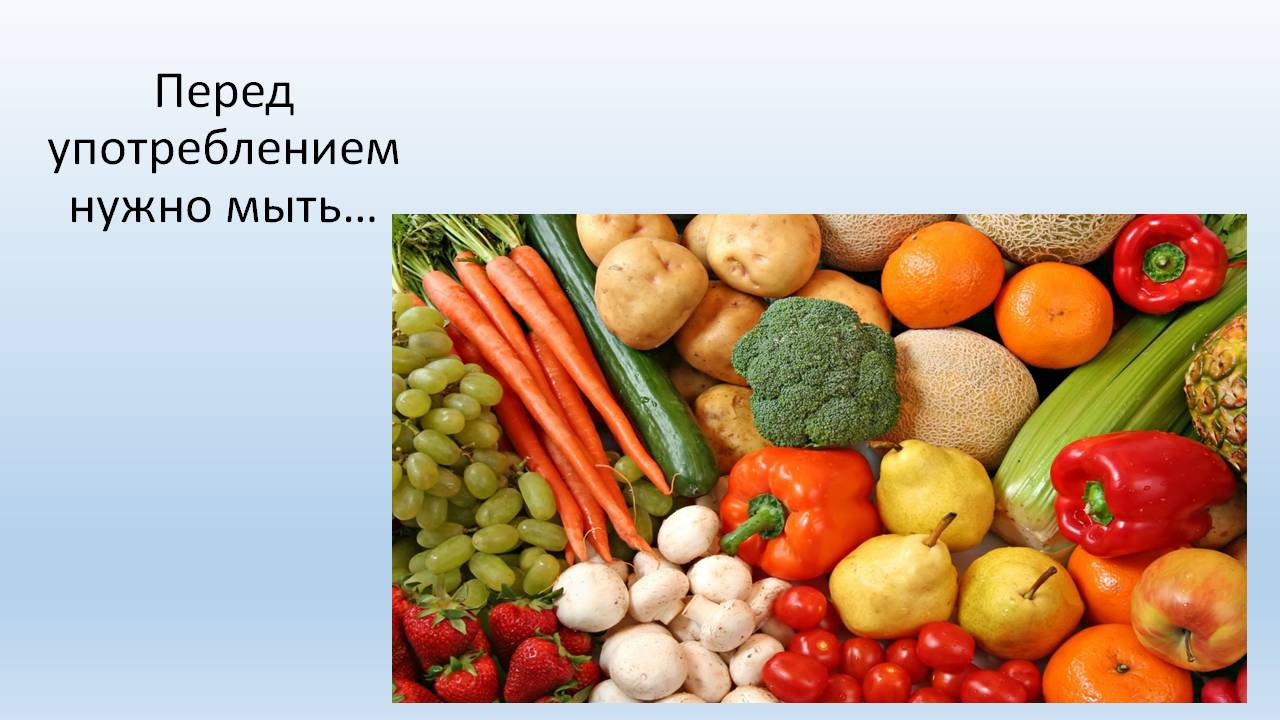 Перед
употреблением
нужно мыть…